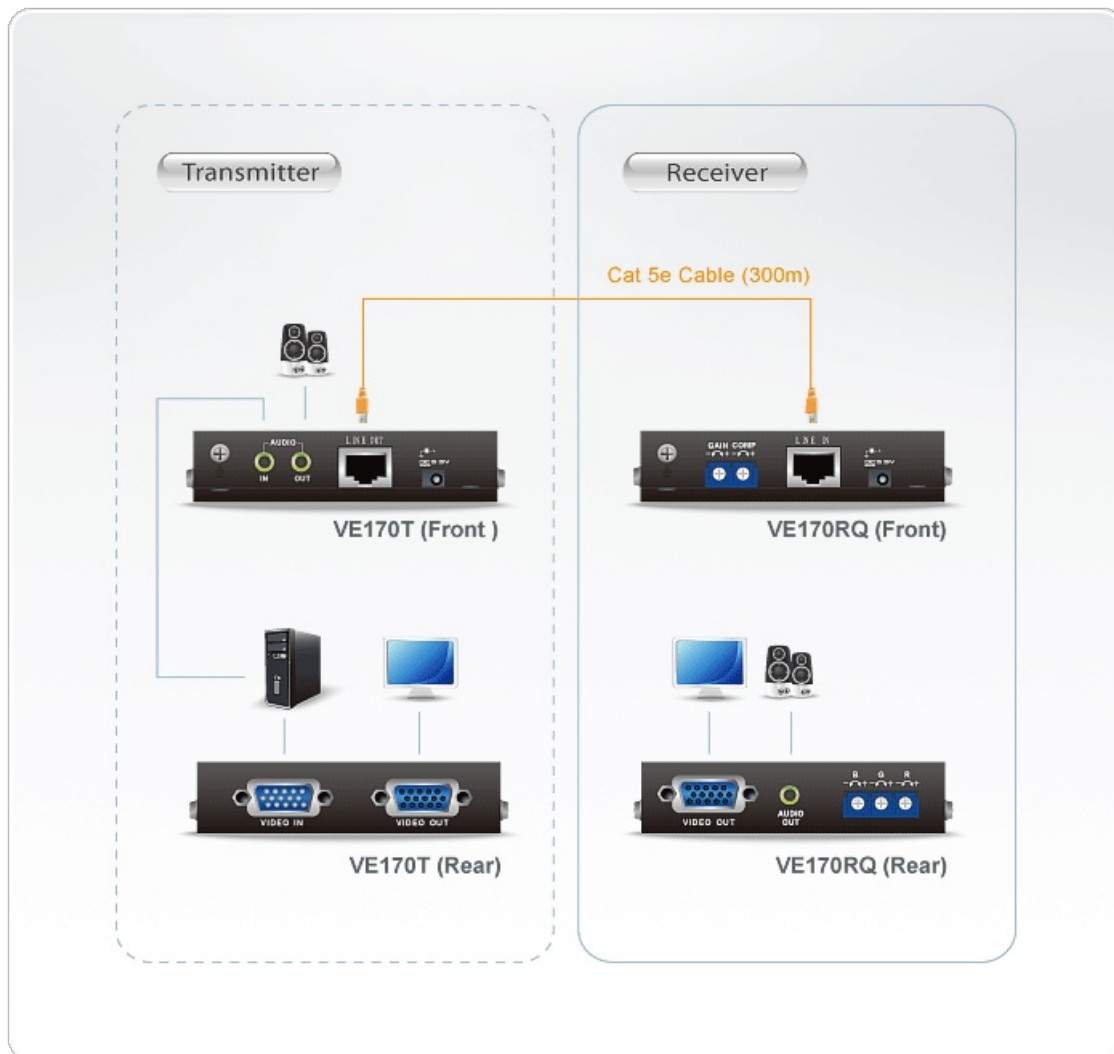 Transmitter
Receiver
Cat 5e Cable (300m)
AUDIO
IN
OUT
LINE OUT
VE170T (Front )
GAIN COMP
- +
- +
LINE IN
VE170RQ (Front)
VIDEO IN
VIDEO OUT
VE170T (Rear)
VIDEO OUT
AUDIO
OUT
B G R
- +
- +
- +
VE170RQ (Rear)